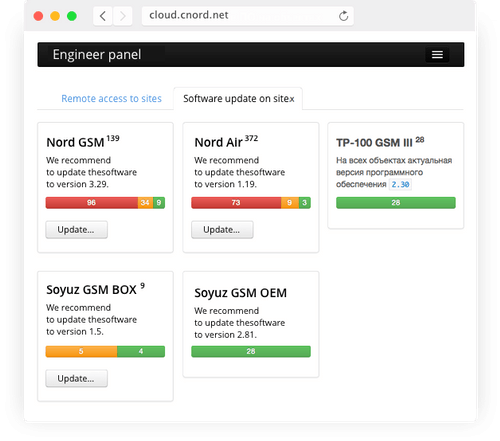 cloud.cnord.net
Engineer panel
Remote access to sites
Software update on sitex
Nord GSM 139
We recommend
to update thesoftware
to version 3.29.
96 34 9
Update...
Nord Air 372
We recommend
to update thesoftware
to version 1.19.
73 9 3
Update...
TP-100 GSM III 28
На всех объектах актуальная
версия программного
обеспечения 2.30
28
Soyuz GSM BOX 9
We recommend
to update thesoftware
to version 1.5.
5 4
Update...
Soyuz GSM OEM
We recommend
to update thesoftware
to version 2.81.
28